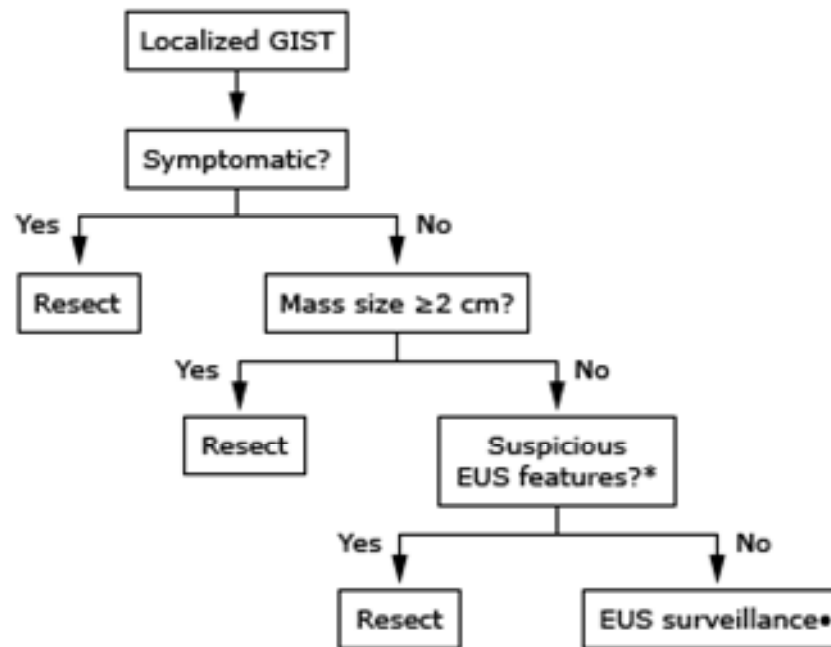 Localized GIST
Symptomatic?
Yes
No
Resect
Mass size ≥2 cm?
Yes
No
Resect
Suspicious
EUS features?*
Yes
No
Resect
EUS surveillance•